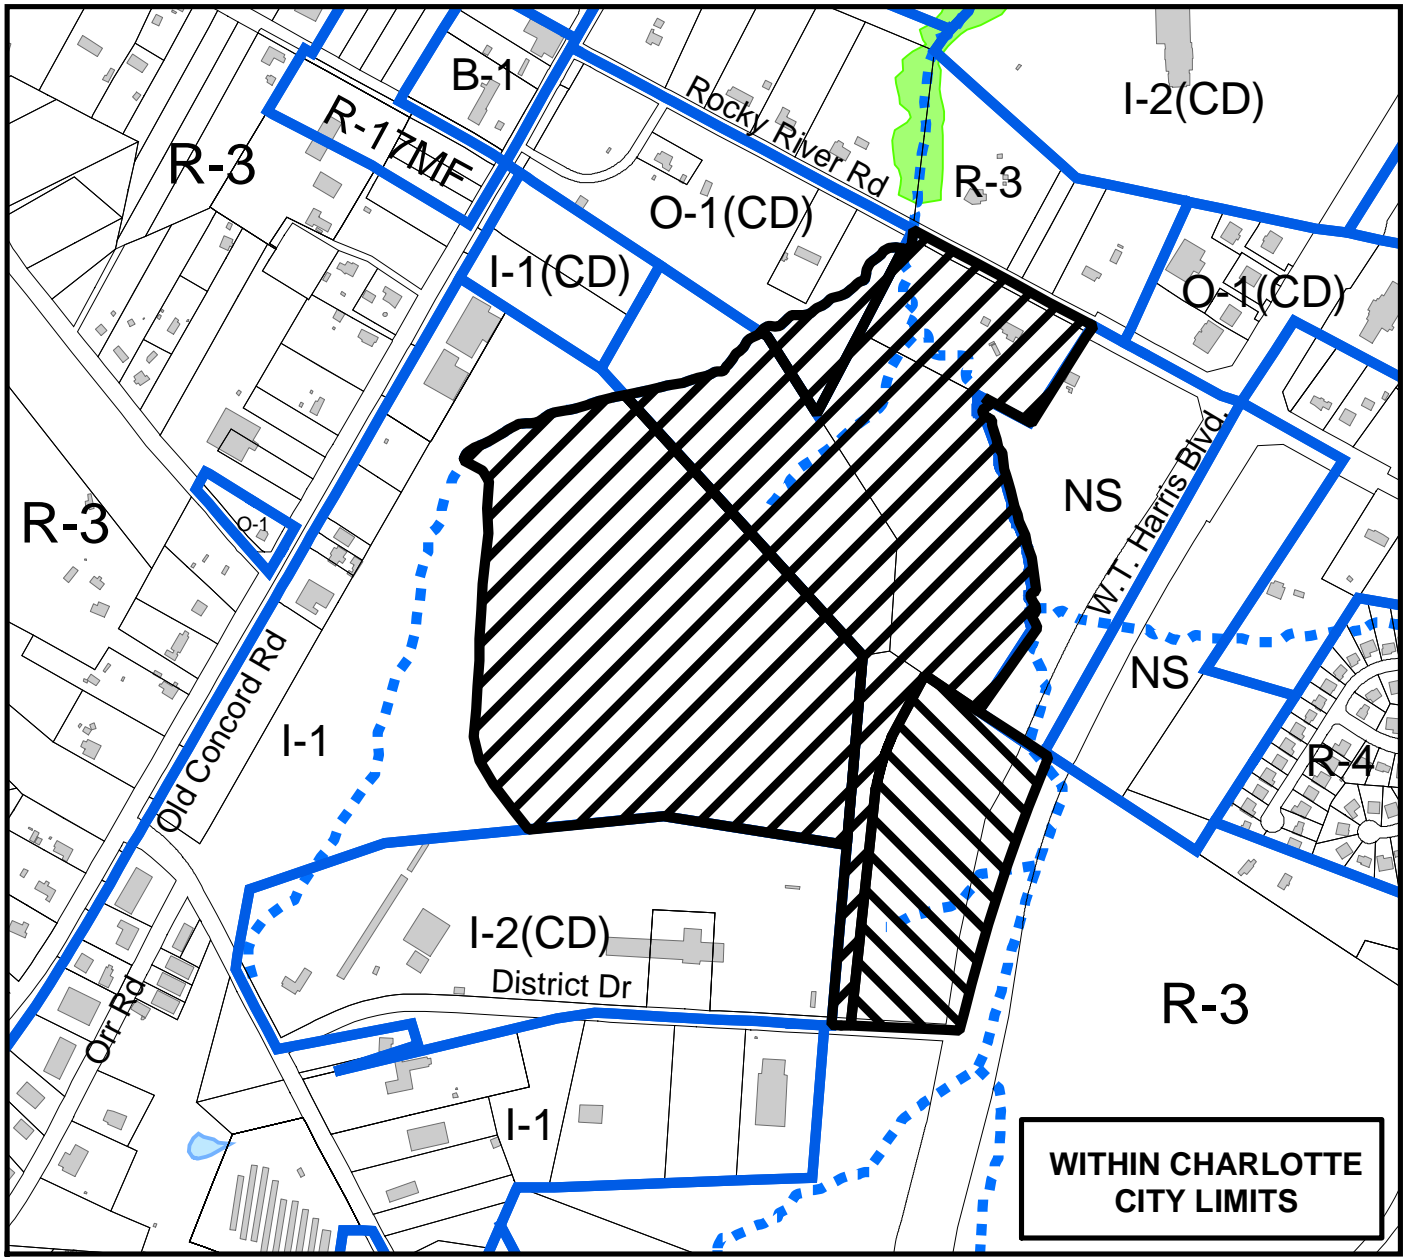 B-1
I-2(CD)
R-17MF
Rocky River Rd
R-3
R-3
O-1(CD)
I-1(CD)
O-1(CD)
NS
W.T. Harris Blvd.
R-3
O-1
NS
Old Concord Rd
I-1
R-4
I-2(CD)
District Dr
R-3
Orr Rd
I-1
WITHIN CHARLOTTE
CITY LIMITS